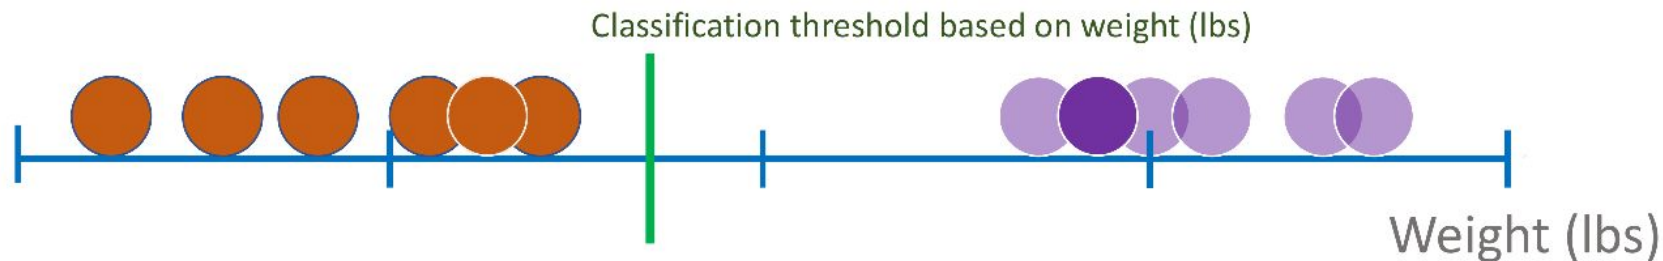 Classification threshold based on weight (lbs)
Weight (lbs)